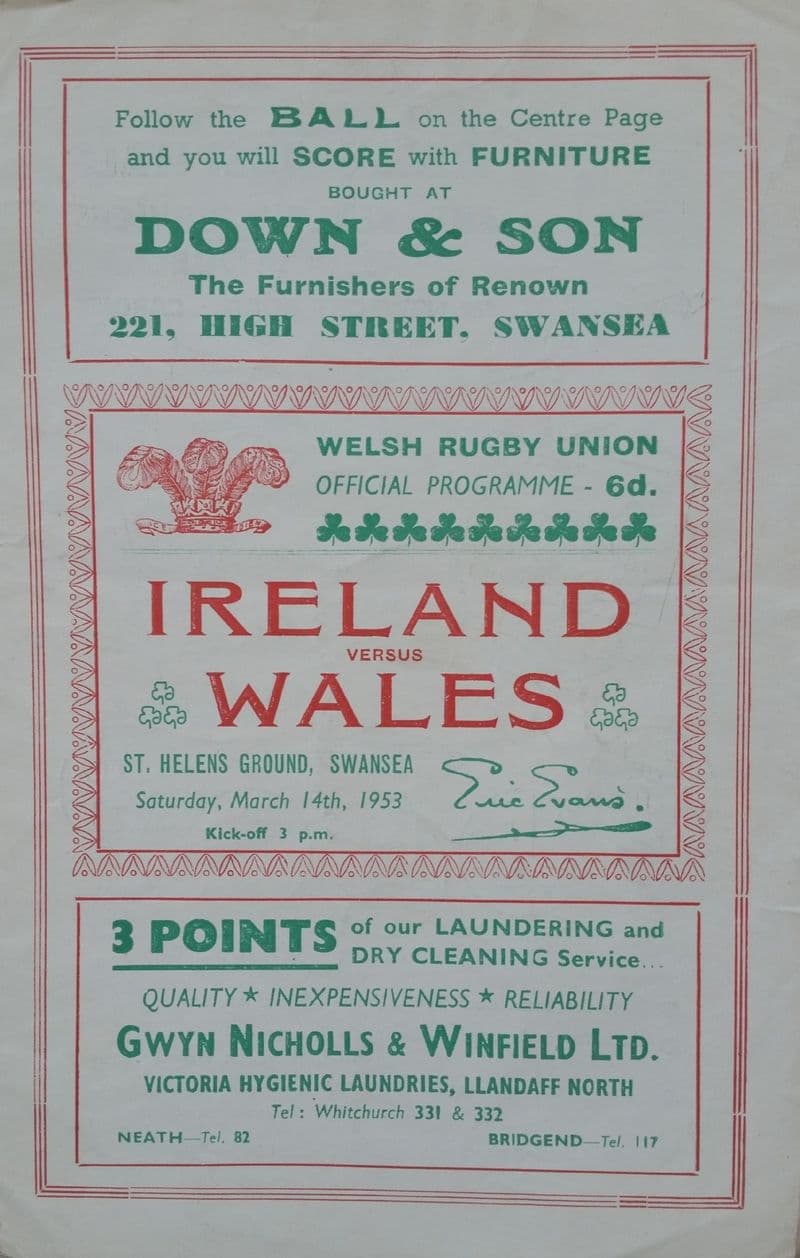 Follow the BALL on the Centre Page
and you will SCORE with FURNITURE
BOUGHT AT
DOWN & SON
The Furnishers of Renown
221, HIGH STREET. SWANSEA
WELSH RUGBY UNION
OFFICIAL PROGRAMME - 6d.
IRELAND
VERSUS
WALES
ST. HELENS GROUND, SWANSEA
Saturday, March 14th, 1953
Kick-off 3 p.m.
Eric Evans.
3 POINTS of our LAUNDERING and
DRY CLEANING Service...
QUALITY ★ INEXPENSIVENESS ★ RELIABILITY
GWYN NICHOLLS & WINFIELD LTD.
VICTORIA HYGIENIC LAUNDRIES, LLANDAFF NORTH
Tel: Whitchurch 331 & 332
NEATH—Tel. 82 BRIDGEND—Tel. 117